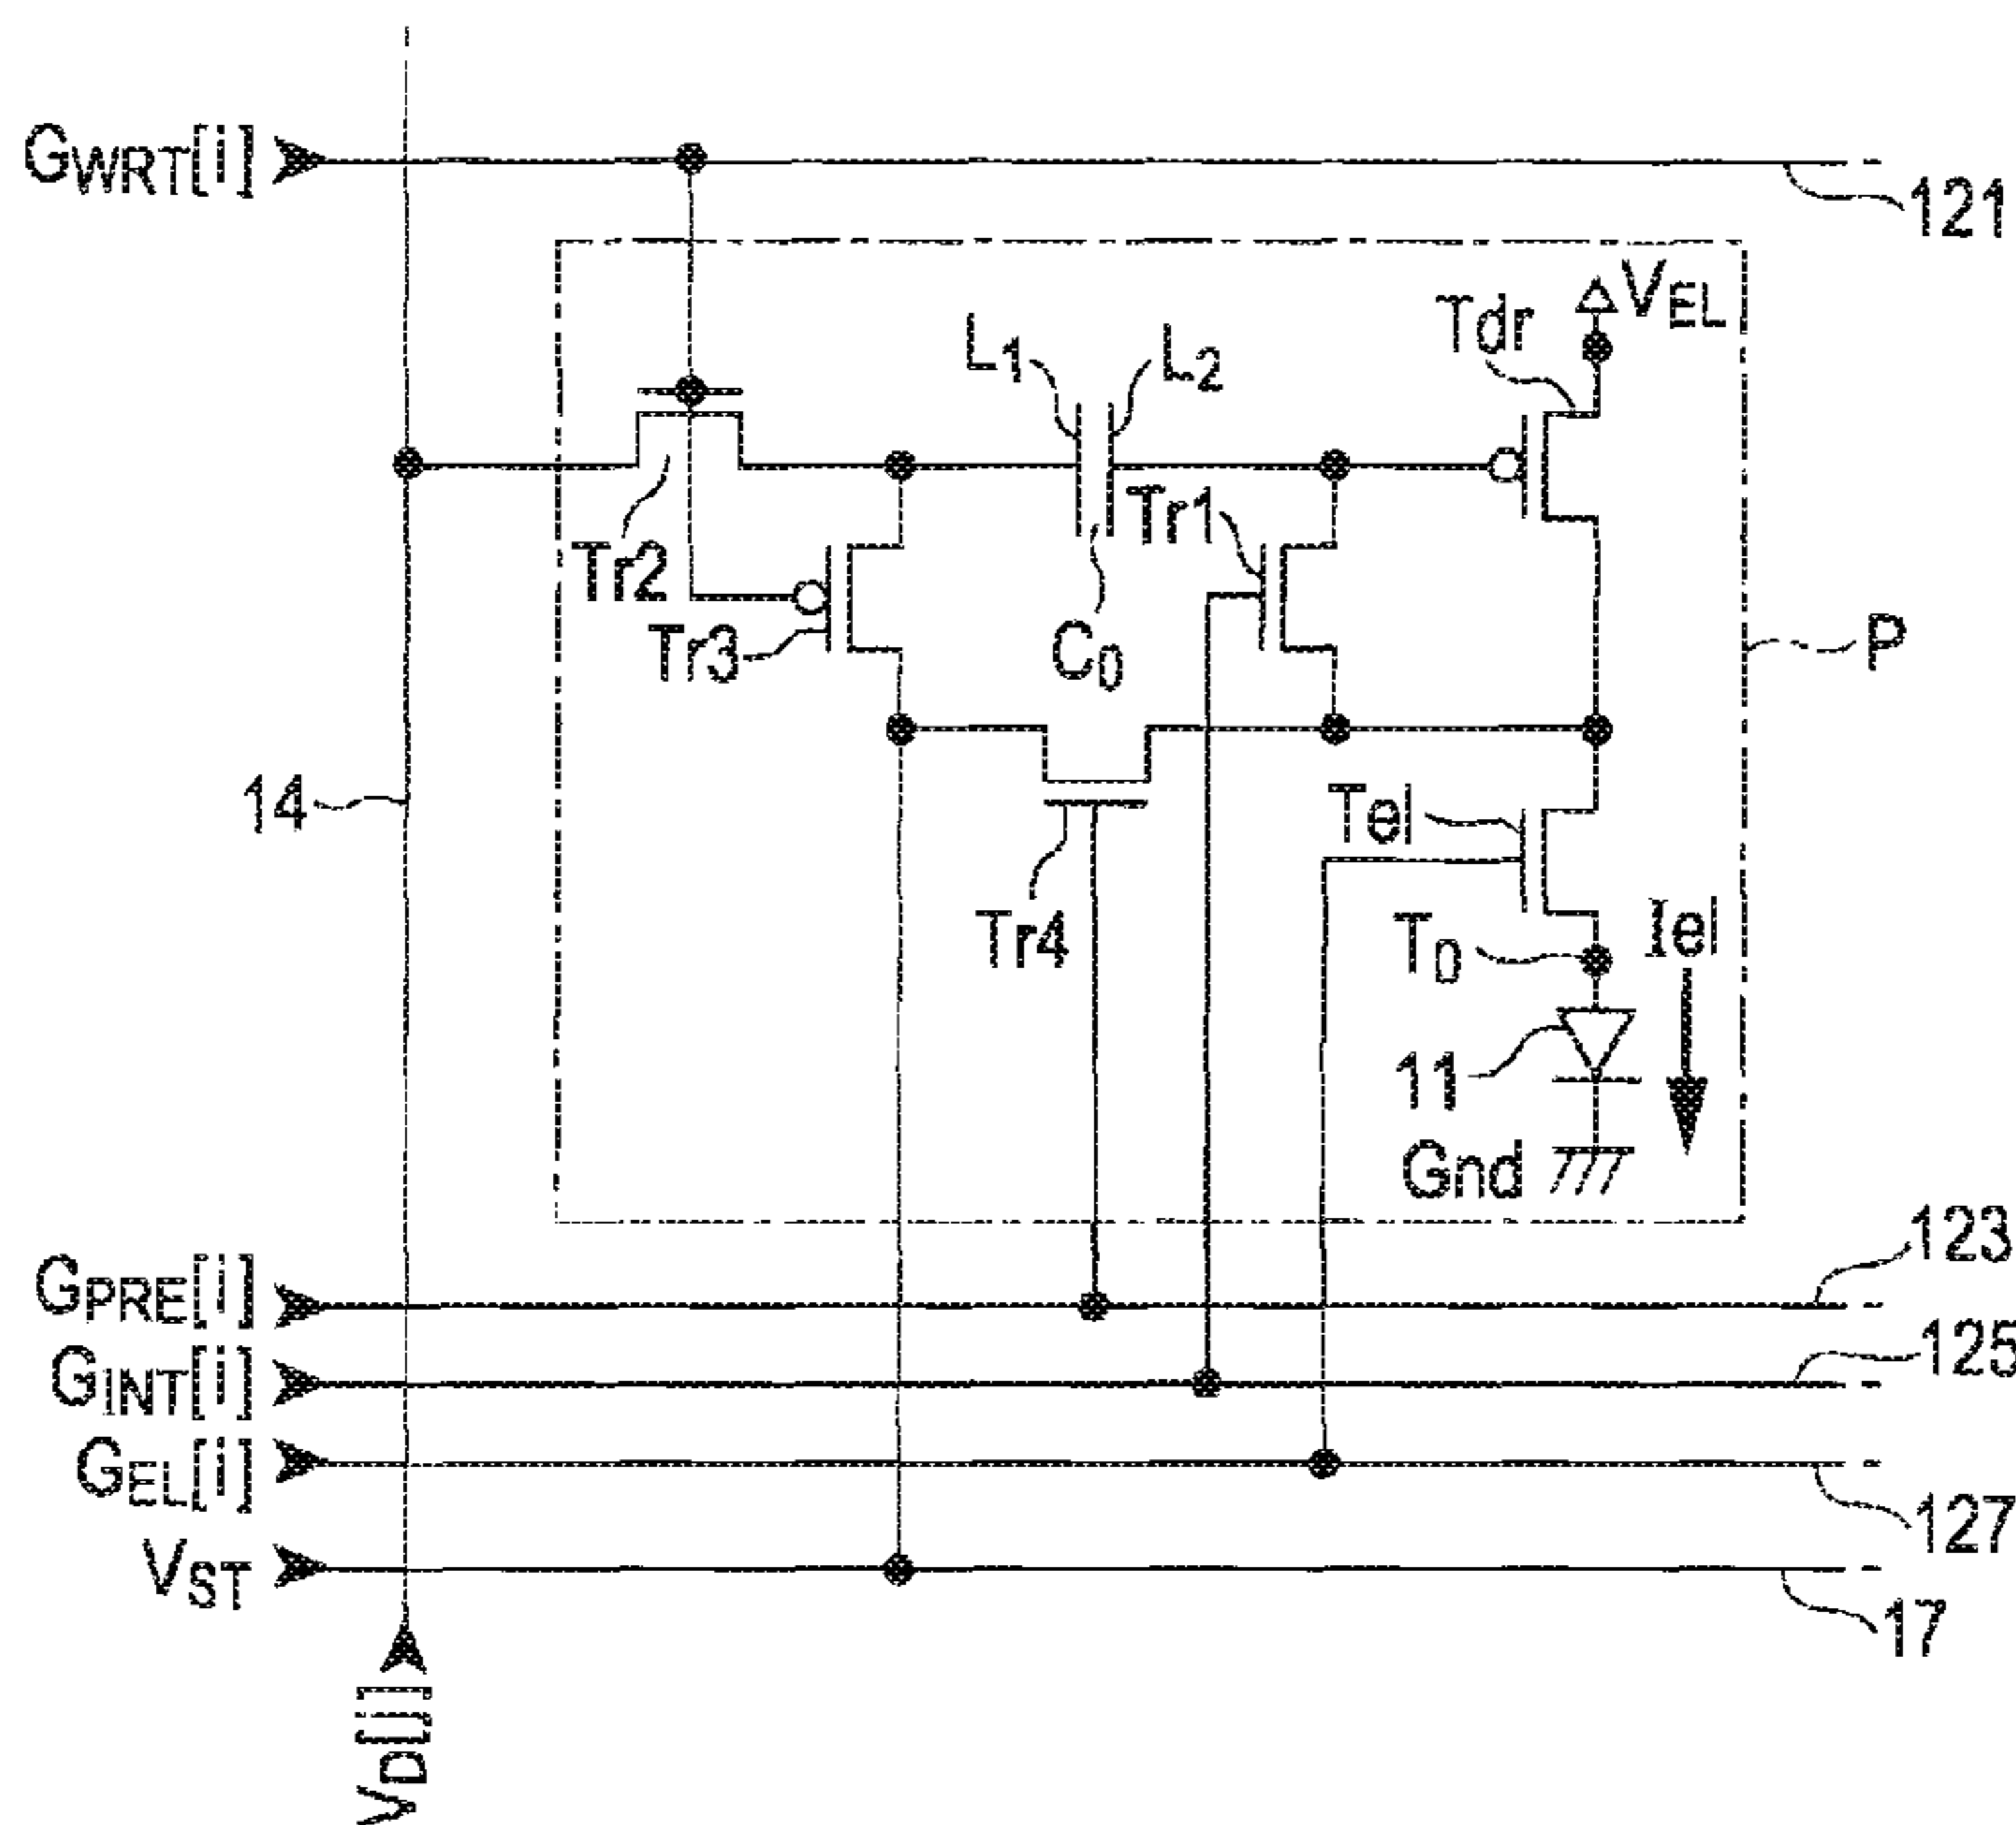 GWRT[i]
121
VEL
Tdr
L1
L2
Tr1
Tr2
Tr3
C0
P
14
Tel
Tr4
T0
Iel
11
Gnd
123
GPRE[i]
125
GINT[i]
GEL[i]
127
VST
17
VD[j]